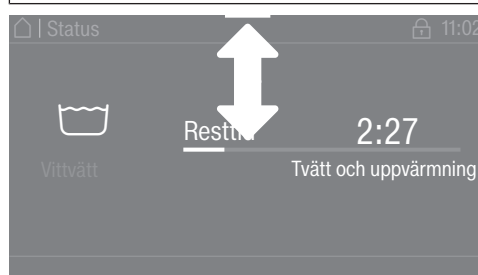 | Status
11:02
Resttid
2:27
Vittvätt
Tvätt och uppvärmning